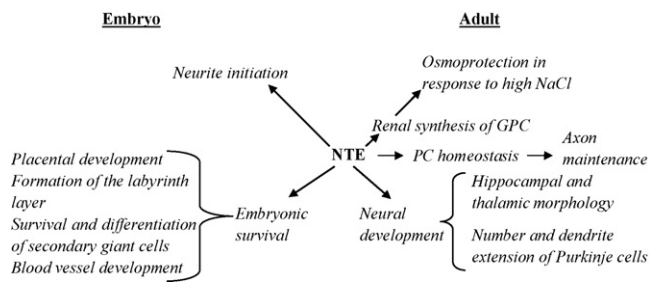 Embryo
Adult
Neurite initiation
Osmoprotection in
response to high NaCl
Renal synthesis of GPC
NTE
PC homeostasis
Axon
maintenance
Placental development
Formation of the labyrinth
layer
Survival and differentiation
of secondary giant cells
Blood vessel development
Embryonic
survival
Neural
development
Hippocampal and
thalamic morphology
Number and dendrite
extension of Purkinje cells